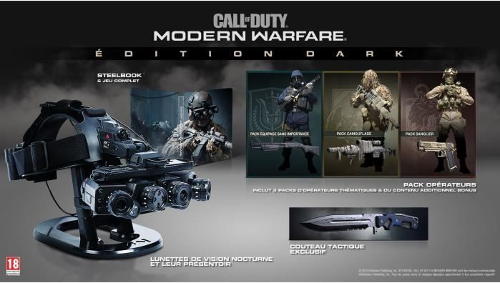 CALL OF DUTY
MODERN WARFARE
ÉDITION DARK
STEELBOOK
& JEU COMPLET
PACK ÉQUIPAGE SANS IMPORTANCE
PACK CAMOUFLAGE
PACK SANGLIER
PACK OPÉRATEURS
INCLUT 3 PACKS D'OPÉRATEURS THÉMATIQUES & DU CONTENU ADDITIONNEL BONUS
COUTEAU TACTIQUE
EXCLUSIF
LUNETTES DE VISION NOCTURNE
ET LEUR PRÉSENTOIR
18